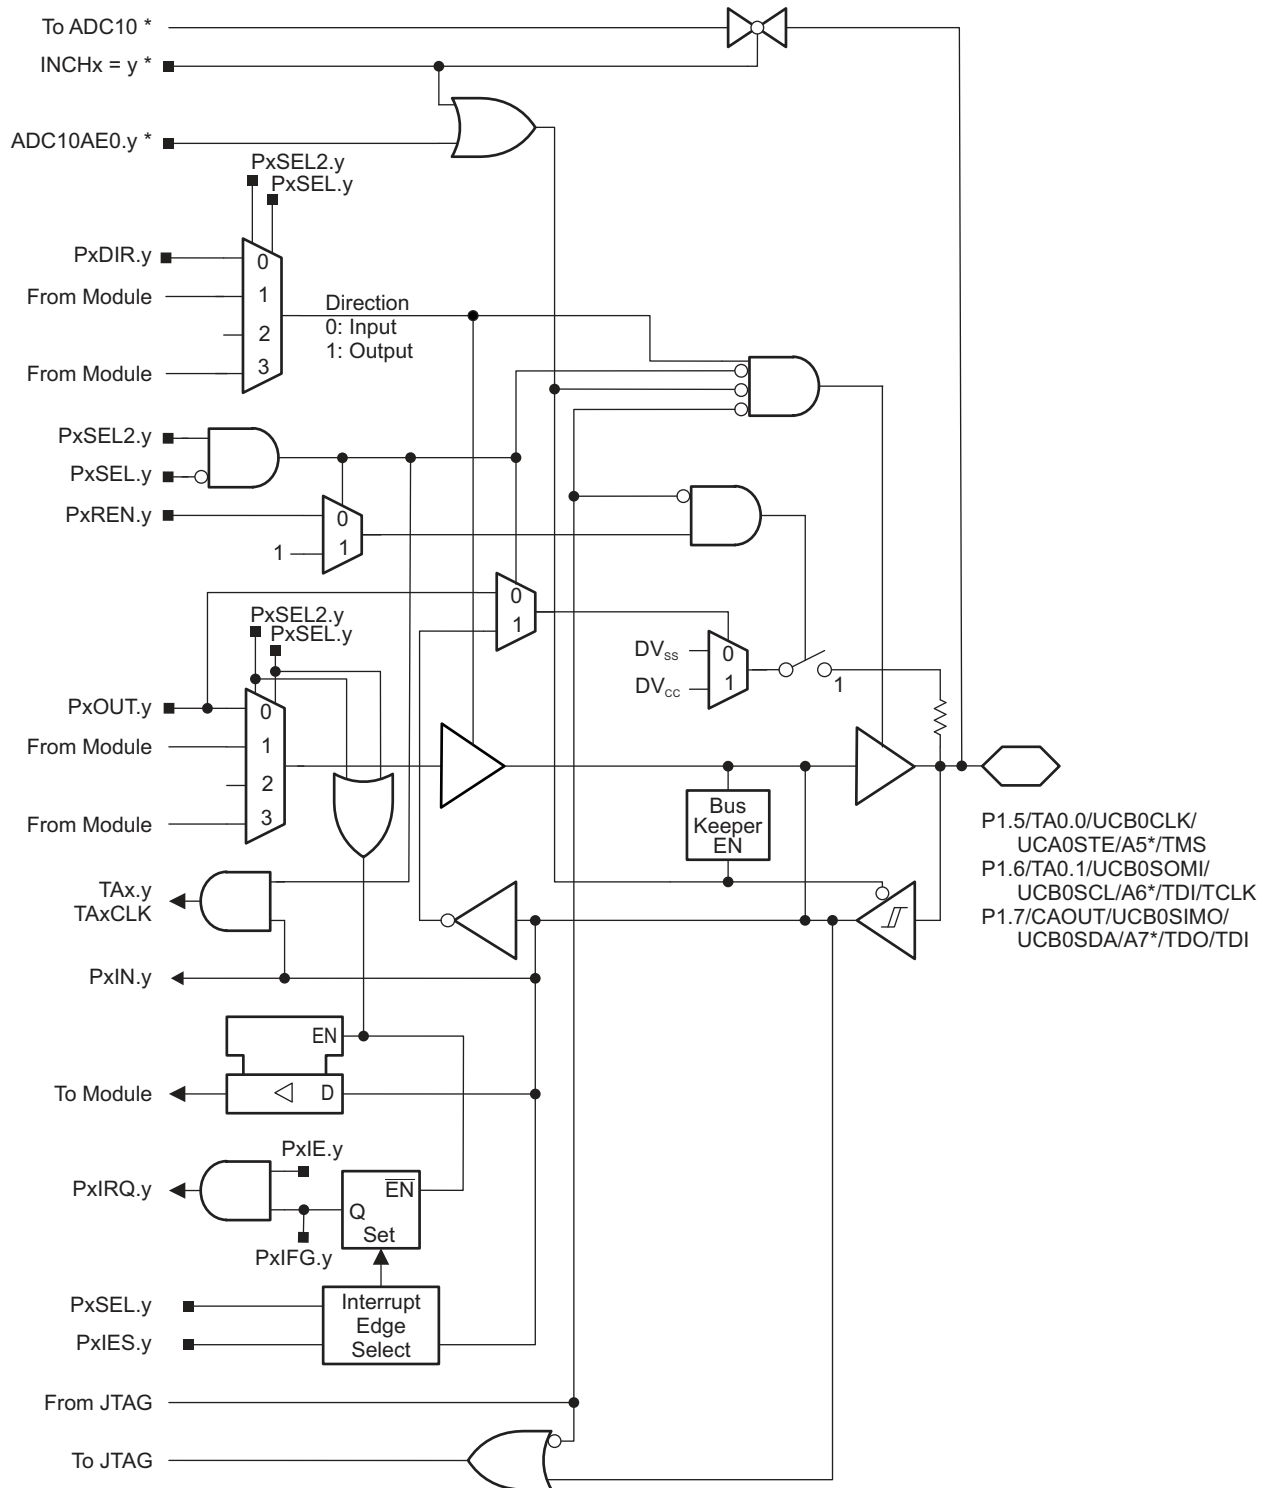 To ADC10 *
INCHx = y *
ADC10AE0.y *
PxSEL2.y
PxSEL.y
PxDIR.y
0
From Module
1
2
From Module
3
Direction
0: Input
1: Output
PxSEL2.y
PxSEL.y
PxREN.y
0
1
1
0
1
PxSEL2.y
PxSEL.y
DVSS
0
DVCC
1
1
PxOUT.y
0
From Module
1
2
From Module
3
Bus
Keeper
EN
P1.5/TA0.0/UCB0CLK/
UCA0STE/A5*/TMS
P1.6/TA0.1/UCB0SOMI/
UCB0SCL/A6*/TDI/TCLK
P1.7/CAOUT/UCB0SIMO/
UCB0SDA/A7*/TDO/TDI
TAx.y
TAxCLK
PxIN.y
EN
To Module
D
PxIE.y
PxIRQ.y
EN
Q
Set
PxIFG.y
PxSEL.y
PxIES.y
Interrupt
Edge
Select
From JTAG
To JTAG